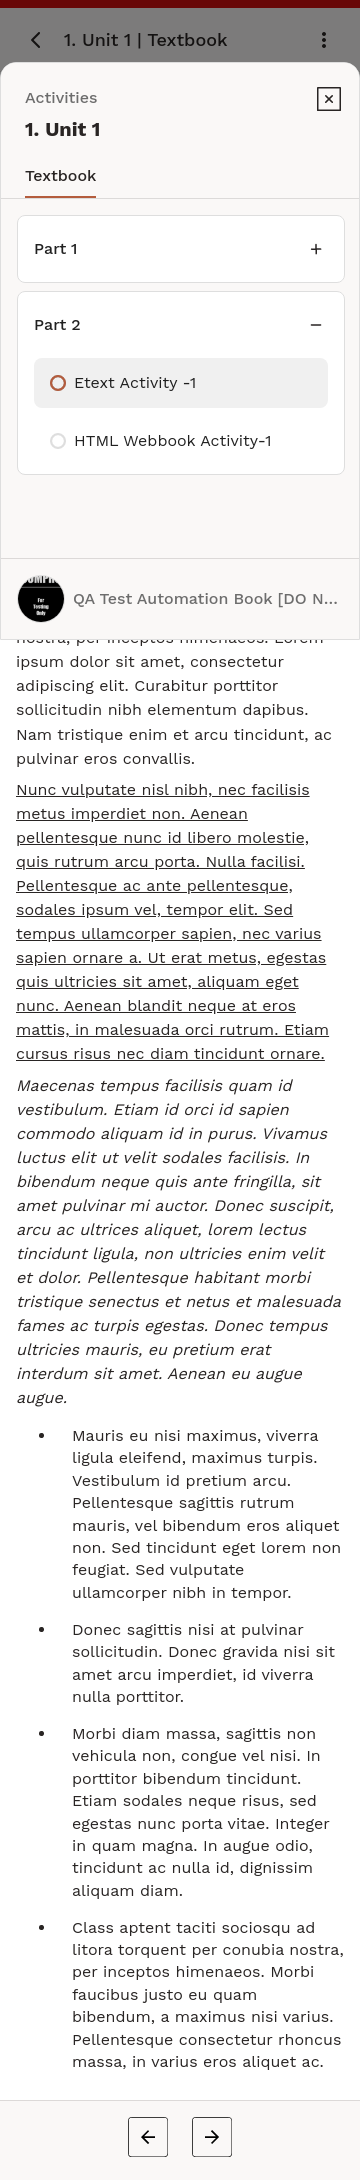 1. Unit 1 | Textbook
Activities
1. Unit 1
Textbook
Part 1
Part 2
Etext Activity -1
HTML Webbook Activity-1
For
Testing
Only
QA Test Automation Book [DO N...
nostra, per inceptos himenaeos. Lorem
ipsum dolor sit amet, consectetur
adipiscing elit. Curabitur porttitor
sollicitudin nibh elementum dapibus.
Nam tristique enim et arcu tincidunt, ac
pulvinar eros convallis.
Nunc vulputate nisl nibh, nec facilisis
metus imperdiet non. Aenean
pellentesque nunc id libero molestie,
quis rutrum arcu porta. Nulla facilisi.
Pellentesque ac ante pellentesque,
sodales ipsum vel, tempor elit. Sed
tempus ullamcorper sapien, nec varius
sapien ornare a. Ut erat metus, egestas
quis ultricies sit amet, aliquam eget
nunc. Aenean blandit neque at eros
mattis, in malesuada orci rutrum. Etiam
cursus risus nec diam tincidunt ornare.
Maecenas tempus facilisis quam id
vestibulum. Etiam id orci id sapien
commodo aliquam id in purus. Vivamus
luctus elit ut velit sodales facilisis. In
bibendum neque quis ante fringilla, sit
amet pulvinar mi auctor. Donec suscipit,
arcu ac ultrices aliquet, lorem lectus
tincidunt ligula, non ultricies enim velit
et dolor. Pellentesque habitant morbi
tristique senectus et netus et malesuada
fames ac turpis egestas. Donec tempus
ultricies mauris, eu pretium erat
interdum sit amet. Aenean eu augue
augue.
• Mauris eu nisi maximus, viverra
ligula eleifend, maximus turpis.
Vestibulum id pretium arcu.
Pellentesque sagittis rutrum
mauris, vel bibendum eros aliquet
non. Sed tincidunt eget lorem non
feugiat. Sed vulputate
ullamcorper nibh in tempor.
• Donec sagittis nisi at pulvinar
sollicitudin. Donec gravida nisi sit
amet arcu imperdiet, id viverra
nulla porttitor.
• Morbi diam massa, sagittis non
vehicula non, congue vel nisi. In
porttitor bibendum tincidunt.
Etiam sodales neque risus, sed
egestas nunc porta vitae. Integer
in quam magna. In augue odio,
tincidunt ac nulla id, dignissim
aliquam diam.
• Class aptent taciti sociosqu ad
litora torquent per conubia nostra,
per inceptos himenaeos. Morbi
faucibus justo eu quam
bibendum, a maximus nisi varius.
Pellentesque consectetur rhoncus
massa, in varius eros aliquet ac.